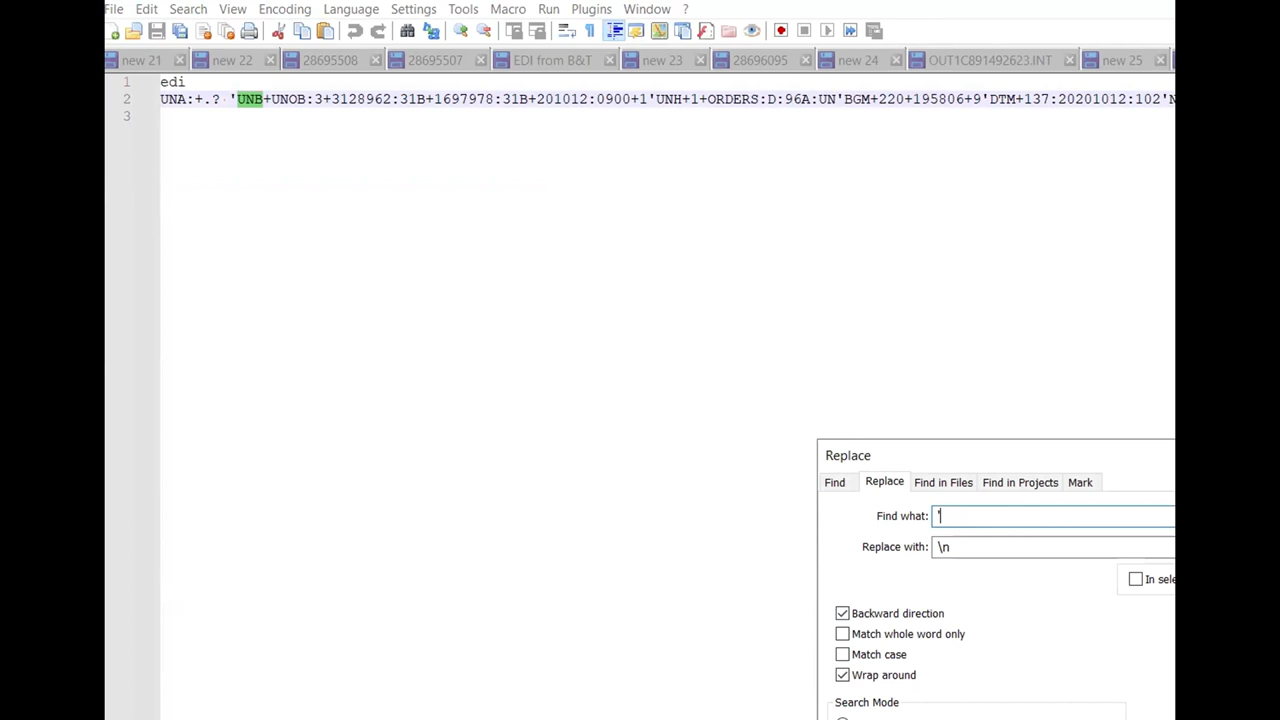 File Edit Search View Encoding Language Settings Tools Macro Run Plugins Window ?
new 21 new 22 28695508 28695507 EDI from B&T new 23 28696095 new 24 OUT1C891492623.INT new 25
1 edi
2 UNA:+.? 'UNB+UNOB:3+3128962:31B+1697978:31B+201012:0900+1'UNH+1+ORDERS:D:96A:UN'BGM+220+195806+9'DTM+137:20201012:102'N
3
Replace
Find Replace Find in Files Find in Projects Mark
Find what: '
Replace with: \n
In sele
Backward direction
Match whole word only
Match case
Wrap around
Search Mode